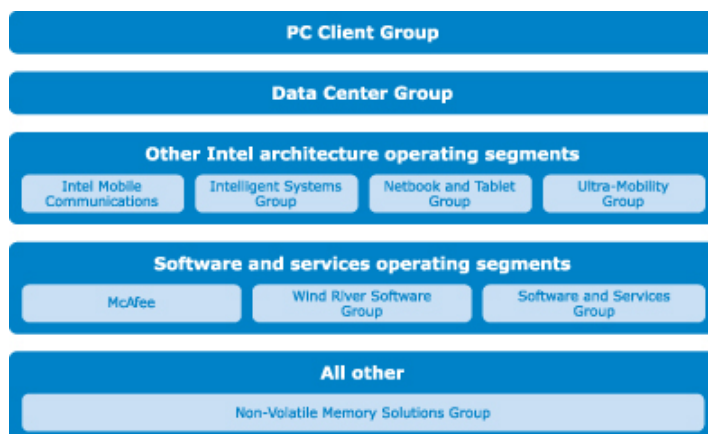 PC Client Group
Data Center Group
Other Intel architecture operating segments
Intel Mobile
Communications
Intelligent Systems
Group
Netbook and Tablet
Group
Ultra-Mobility
Group
Software and services operating segments
McAfee
Wind River Software
Group
Software and Services
Group
All other
Non-Volatile Memory Solutions Group